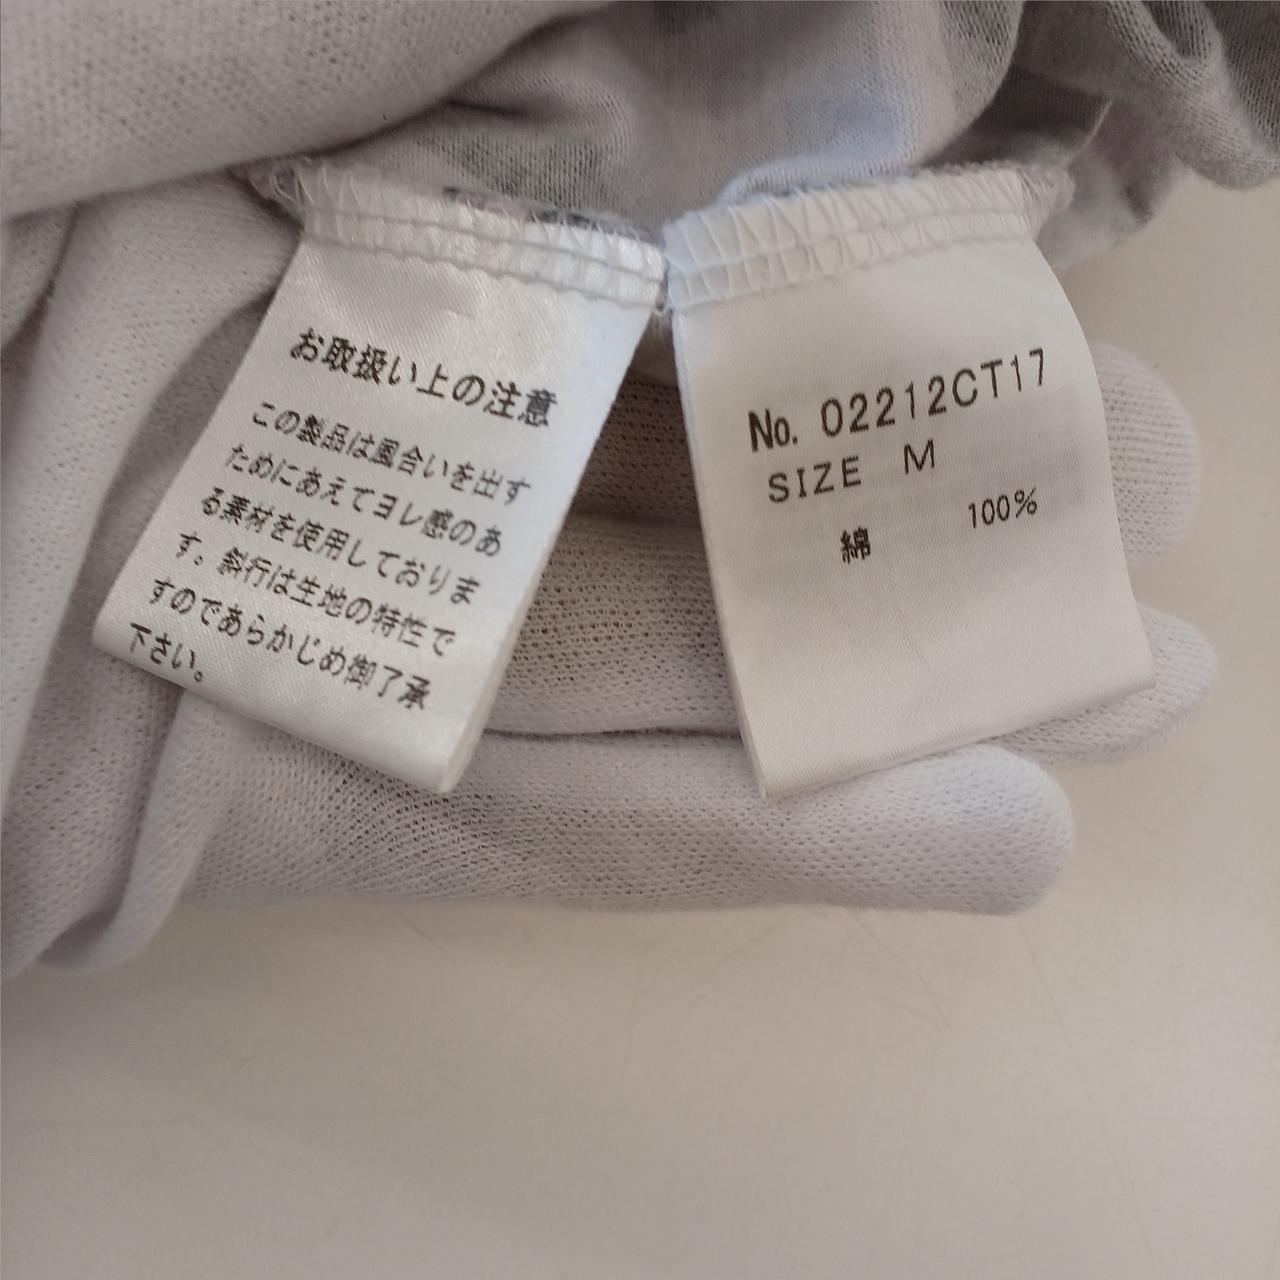 お取扱い上の注意
この製品は風合いを出す
ためにあえてヨレ感のあ
る素材を使用しておりま
す。斜行は生地の特性で
すのであらかじめ御了承
下さい。
No. 02212CT17
SIZE M
綿 100%